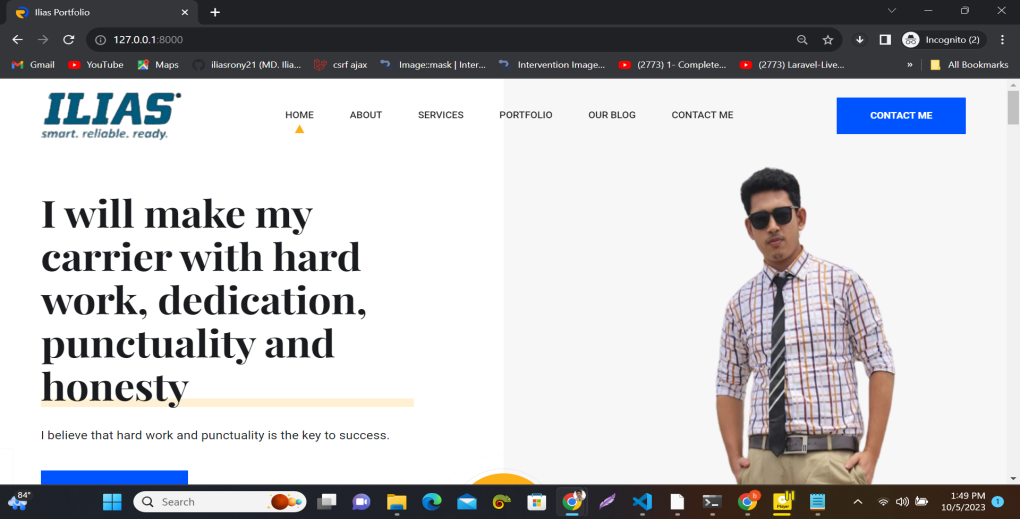 Ilias Portfolio
127.0.0.1:8000
Incognito (2)
Gmail
YouTube
Maps
iliasrony21 (MD. Ilia...
csrf ajax
Image::mask | Inter...
Intervention Image...
(2773) 1- Complete...
(2773) Laravel-Live...
»
All Bookmarks
ILIAS
smart. reliable. ready.
HOME
ABOUT
SERVICES
PORTFOLIO
OUR BLOG
CONTACT ME
CONTACT ME
I will make my
carrier with hard
work, dedication,
punctuality and
honesty
I believe that hard work and punctuality is the key to success.
84°
Search
6
1:49 PM
10/5/2023
1